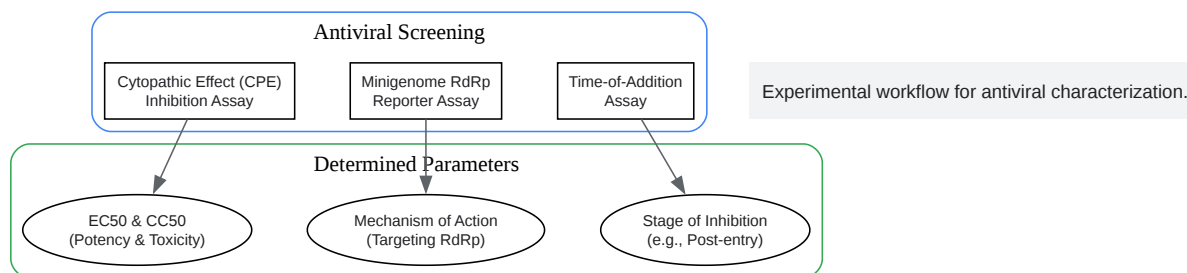 Antiviral Screening
Cytopathic Effect (CPE)
Inhibition Assay
Minigenome RdRp
Reporter Assay
Time-of-Addition
Assay
Experimental workflow for antiviral characterization.
Determined Parameters
EC50 & CC50
(Potency & Toxicity)
Mechanism of Action
(Targeting RdRp)
Stage of Inhibition
(e.g., Post-entry)